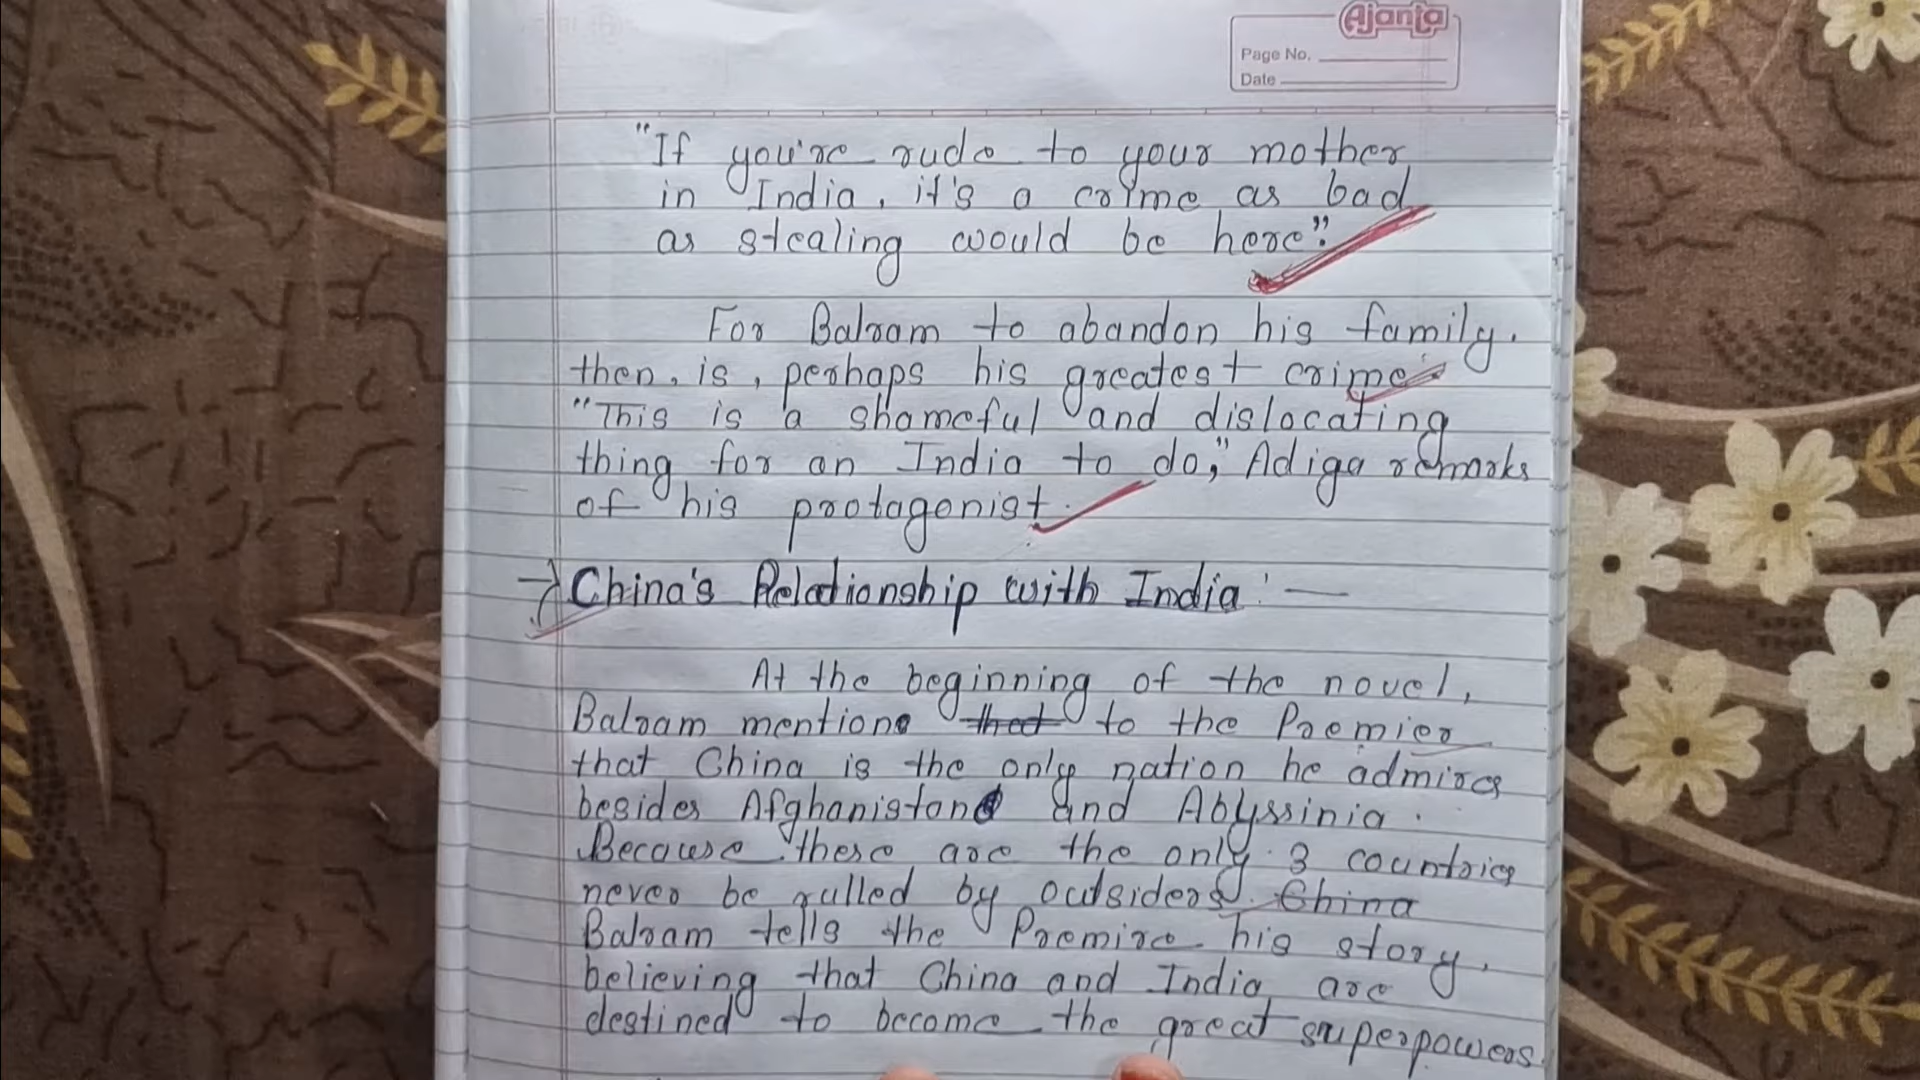 Ajanta
Page No.
Date
"If you're rude to your mother
in India, it's a crime as bad
as stealing would be here".
For Balram to abandon his family.
then, is, perhaps his greatest crime.
"This is a shameful and dislocating
thing for an India to do," Adiga remarks
of his protagonist.
→ China's Relationship with India :—
At the beginning of the novel,
Balram mentions that to the Premier
that China is the only nation he admires
besides Afghanistan and Abyssinia.
Because these are the only 3 countries
never be rulled by outsiders. China
Balram tells the Premire his story,
believing that China and India are
destined to become the great superpowers.